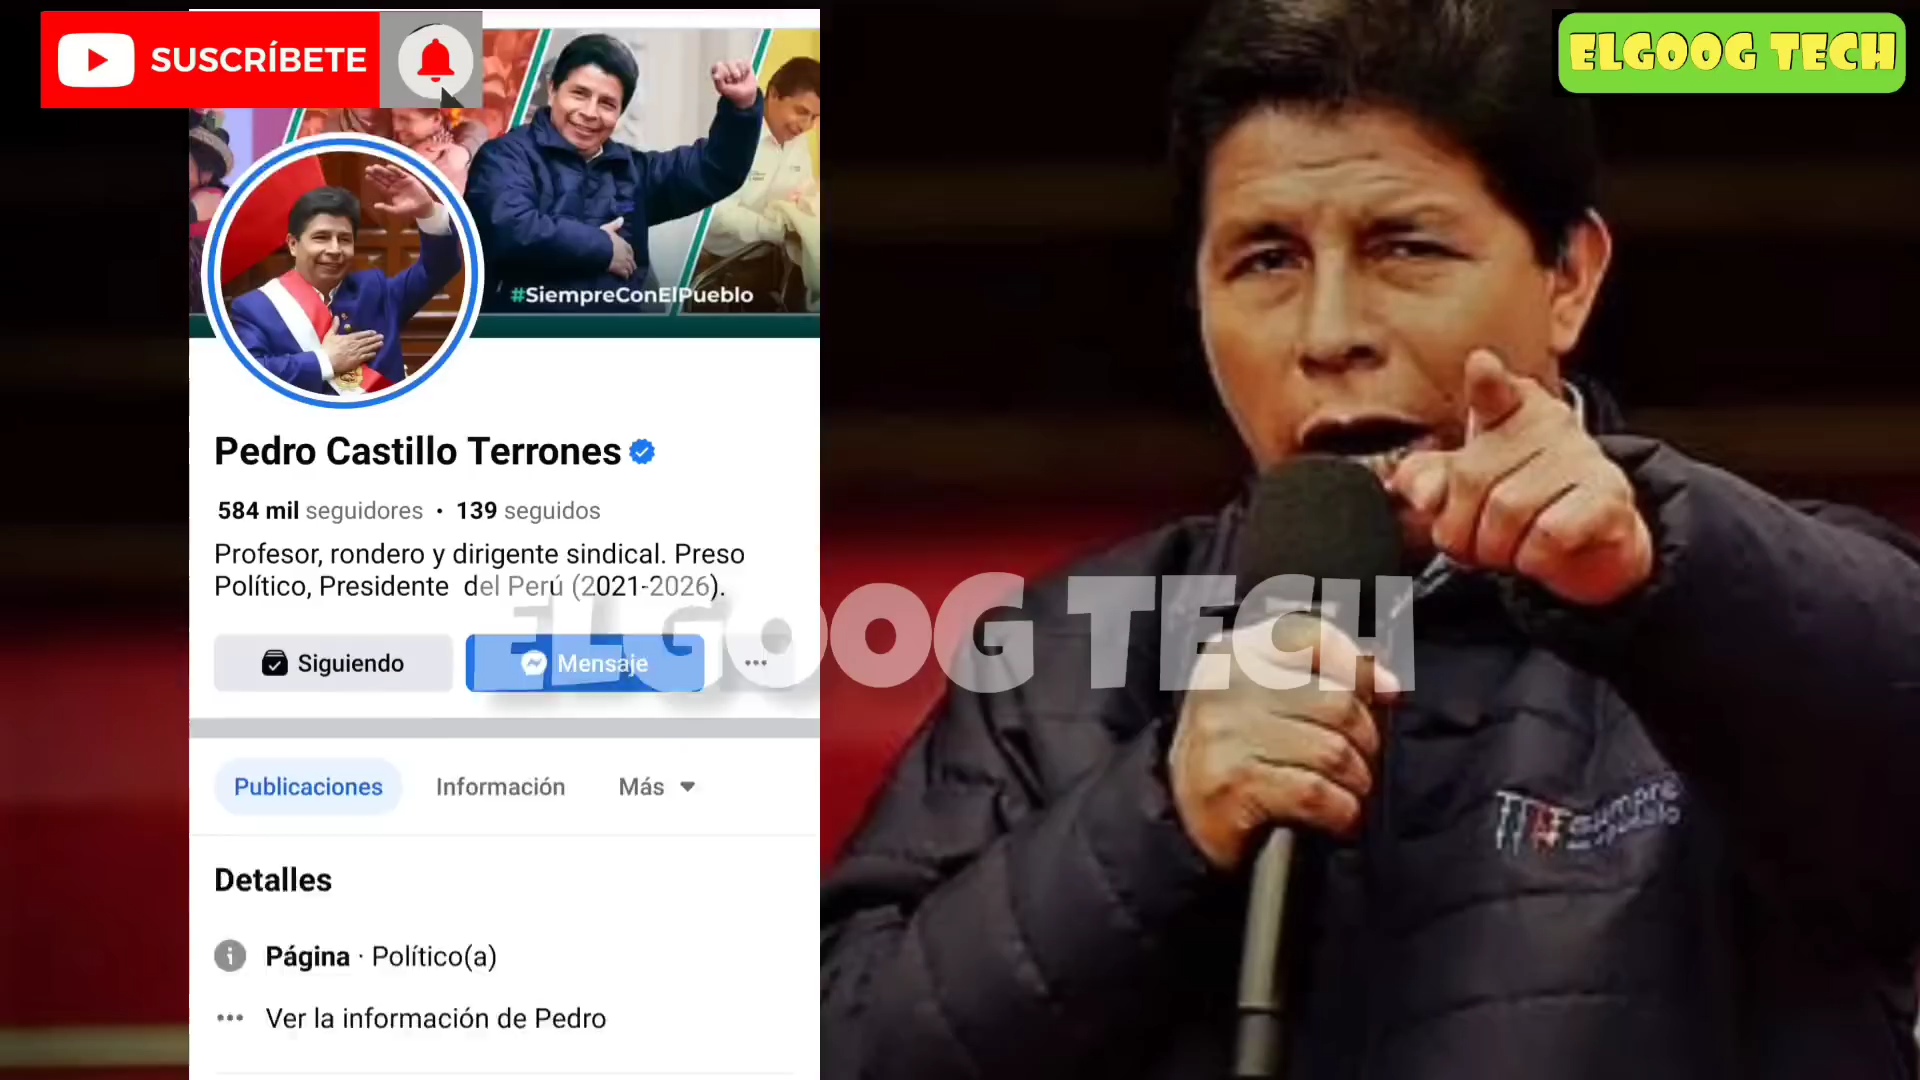 SUSCRÍBETE
ELGOOG TECH
#SiempreConElPueblo
Pedro Castillo Terrones
584 mil seguidores • 139 seguidos
Profesor, rondero y dirigente sindical. Preso
Político, Presidente del Perú (2021-2026).
ELGOOG TECH
Siguiendo
Mensaje
Publicaciones
Información
Más
siempre
pueblo
Detalles
Página · Político(a)
Ver la información de Pedro